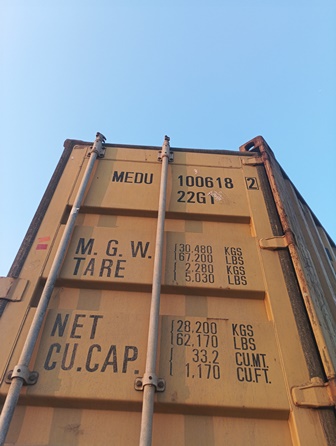 MEDU 100618 2
22G1
M.G.W. 30,480 KGS
67,200 LBS
TARE 2,280 KGS
5,030 LBS
NET 28,200 KGS
62,170 LBS
CU.CAP. 33.2 CU.MT.
1,170 CU.FT.